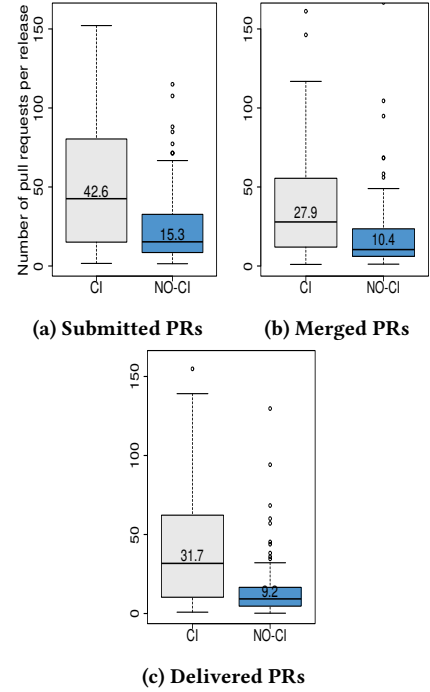 Number of pull requests per release
150
100
50
0
42.6
15.3
CI
NO-CI
(a) Submitted PRs
150
100
50
0
27.9
10.4
CI
NO-CI
(b) Merged PRs
150
100
50
0
31.7
9.2
CI
NO-CI
(c) Delivered PRs